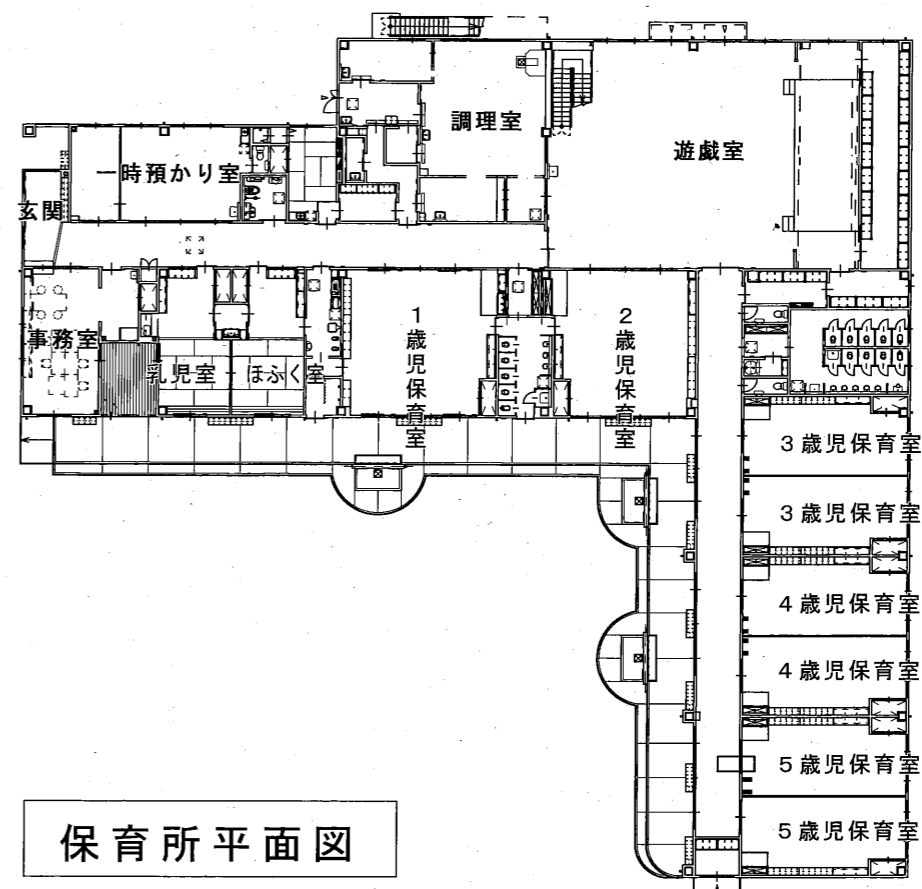 調理室
遊戯室
一時預かり室
玄関
事務室
乳児室
ほふく室
1歳児保育室
2歳児保育室
3歳児保育室
3歳児保育室
4歳児保育室
4歳児保育室
5歳児保育室
5歳児保育室
保育所平面図